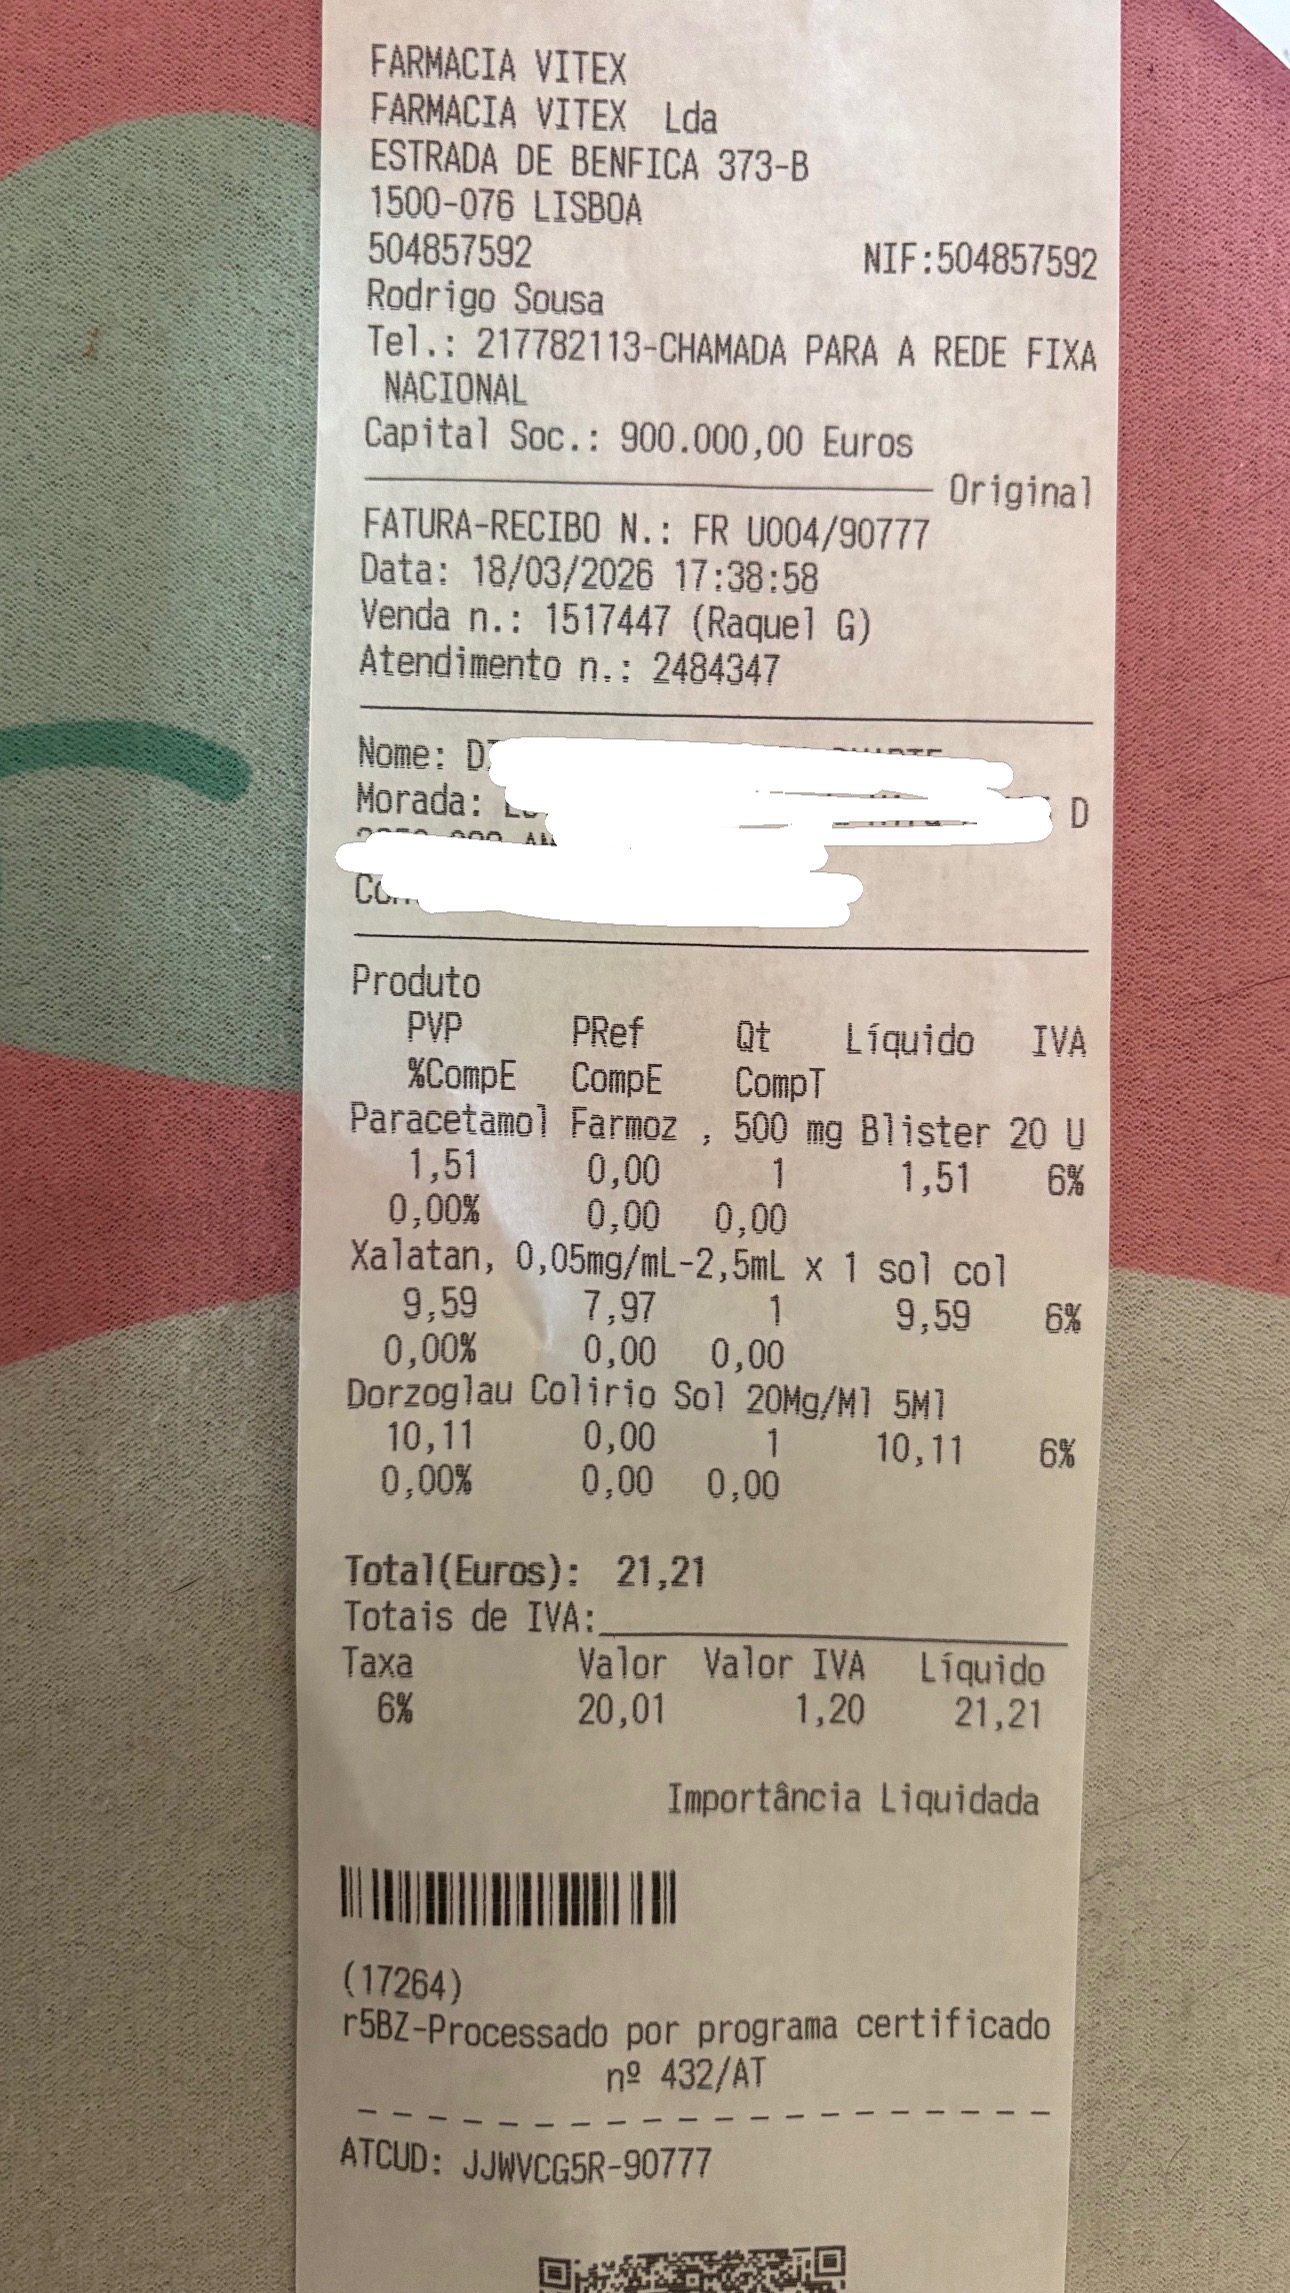 FARMACIA VITEX
FARMACIA VITEX Lda
ESTRADA DE BENFICA 373-B
1500-076 LISBOA
504857592 NIF:504857592
Rodrigo Sousa
Tel.: 217782113-CHAMADA PARA A REDE FIXA
NACIONAL
Capital Soc.: 900.000,00 Euros
Original
FATURA-RECIBO N.: FR U004/90777
Data: 18/03/2026 17:38:58
Venda n.: 1517447 (Raquel G)
Atendimento n.: 2484347
Nome:
Morada: D
Produto
PVP PRef Qt Líquido IVA
%CompE CompE CompT
Paracetamol Farmoz , 500 mg Blister 20 U
1,51 0,00 1 1,51 6%
0,00% 0,00 0,00
Xalatan, 0,05mg/mL-2,5mL x 1 sol col
9,59 7,97 1 9,59 6%
0,00% 0,00 0,00
Dorzoglau Colirio Sol 20Mg/Ml 5Ml
10,11 0,00 1 10,11 6%
0,00% 0,00 0,00
Total(Euros): 21,21
Totais de IVA:
Taxa Valor Valor IVA Líquido
6% 20,01 1,20 21,21
Importância Liquidada
(17264)
r5BZ-Processado por programa certificado
nº 432/AT
ATCUD: JJWVCG5R-90777